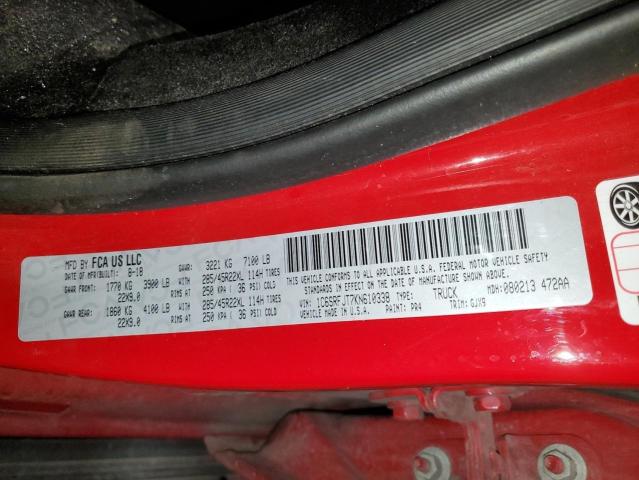 MFD BY FCA US LLC
DATE OF MFR(BUILT): 8-18 GVWR: 3221 KG 7100 LB
GAWR FRONT: 1770 KG 3900 LB 285/45R22XL 114H TIRES
22X9.0 RIMS AT 250 KPA ( 36 PSI) COLD
GAWR REAR: 1860 KG 4100 LB 285/45R22XL 114H TIRES
22X9.0 RIMS AT 250 KPA ( 36 PSI) COLD
THIS VEHICLE CONFORMS TO ALL APPLICABLE U.S.A. FEDERAL MOTOR VEHICLE SAFETY
STANDARDS IN EFFECT ON THE DATE OF MANUFACTURE SHOWN ABOVE.
VIN: 1C6SRFJT7KN610338 TYPE: TRUCK MDH: 080213 472AA
VEHICLE MADE IN U.S.A. PAINT: PR4 TRIM: GJX9